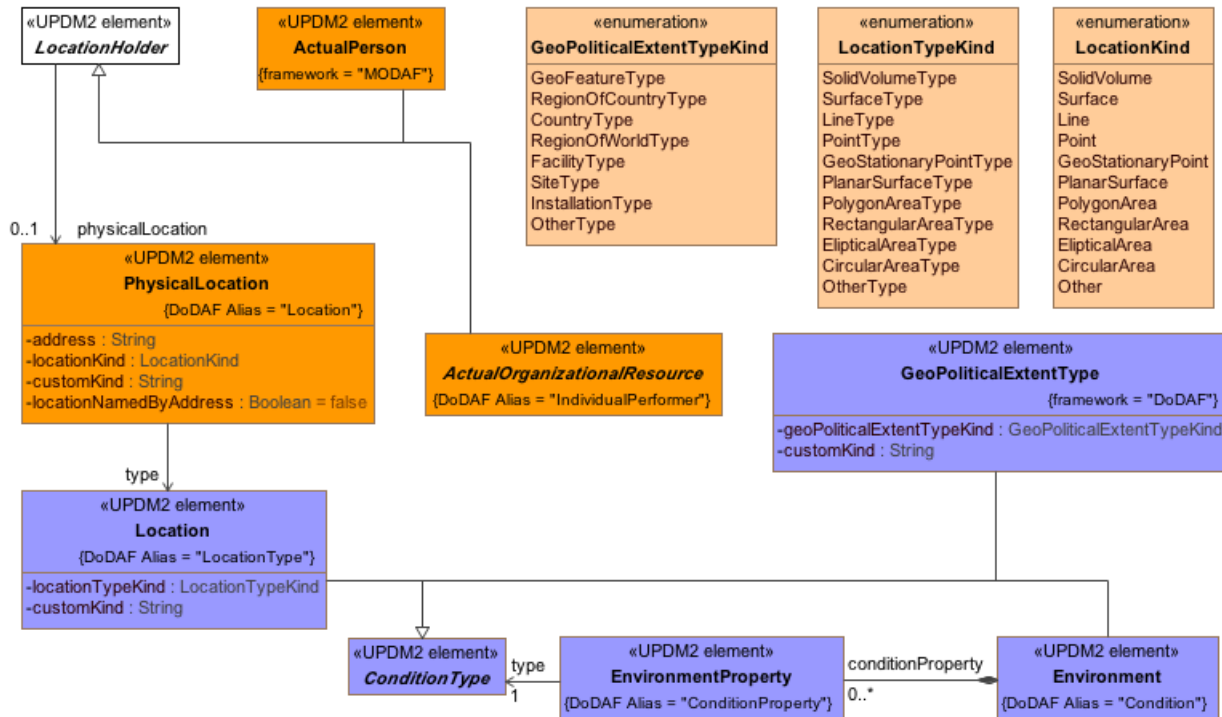 «UPDM2 element»
LocationHolder
«UPDM2 element»
ActualPerson
{framework = "MODAF"}
«enumeration»
GeoPoliticalExtentTypeKind
GeoFeatureType
RegionOfCountryType
CountryType
RegionOfWorldType
FacilityType
SiteType
InstallationType
OtherType
«enumeration»
LocationTypeKind
SolidVolumeType
SurfaceType
LineType
PointType
GeoStationaryPointType
PlanarSurfaceType
PolygonAreaType
RectangularAreaType
ElipticalAreaType
CircularAreaType
OtherType
«enumeration»
LocationKind
SolidVolume
Surface
Line
Point
GeoStationaryPoint
PlanarSurface
PolygonArea
RectangularArea
ElipticalArea
CircularArea
Other
0..1 physicalLocation
«UPDM2 element»
PhysicalLocation
{DoDAF Alias = "Location"}
-address : String
-locationKind : LocationKind
-customKind : String
-locationNamedByAddress : Boolean = false
«UPDM2 element»
ActualOrganizationalResource
{DoDAF Alias = "IndividualPerformer"}
«UPDM2 element»
GeoPoliticalExtentType
{framework = "DoDAF"}
-geoPoliticalExtentTypeKind : GeoPoliticalExtentTypeKind
-customKind : String
type
«UPDM2 element»
Location
{DoDAF Alias = "LocationType"}
-locationTypeKind : LocationTypeKind
-customKind : String
«UPDM2 element»
ConditionType
type
1
«UPDM2 element»
EnvironmentProperty
{DoDAF Alias = "ConditionProperty"}
conditionProperty
0..*
«UPDM2 element»
Environment
{DoDAF Alias = "Condition"}